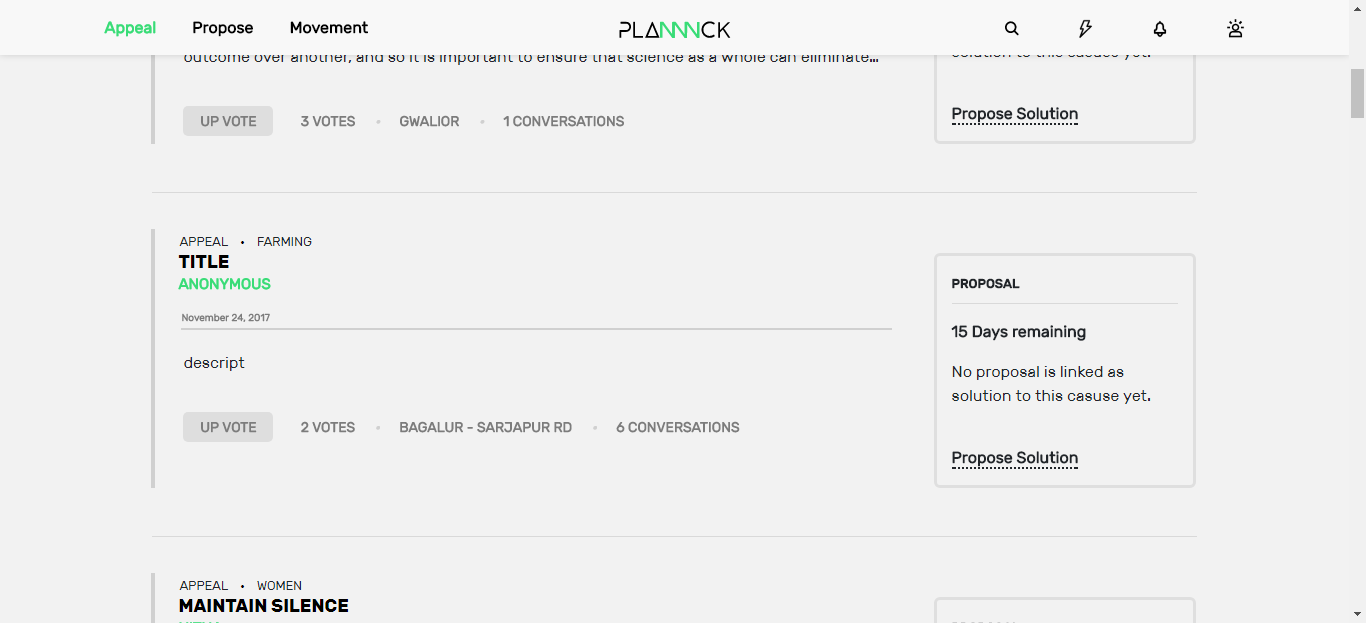 Appeal Propose Movement PLANNNCK
outcome over another, and so it is important to ensure that science as a whole can eliminate...
solution to this casuse yet.
UP VOTE 3 VOTES • GWALIOR • 1 CONVERSATIONS
Propose Solution
APPEAL • FARMING
TITLE
ANONYMOUS
November 24, 2017
descript
UP VOTE 2 VOTES • BAGALUR - SARJAPUR RD • 6 CONVERSATIONS
PROPOSAL
15 Days remaining
No proposal is linked as
solution to this casuse yet.
Propose Solution
APPEAL • WOMEN
MAINTAIN SILENCE